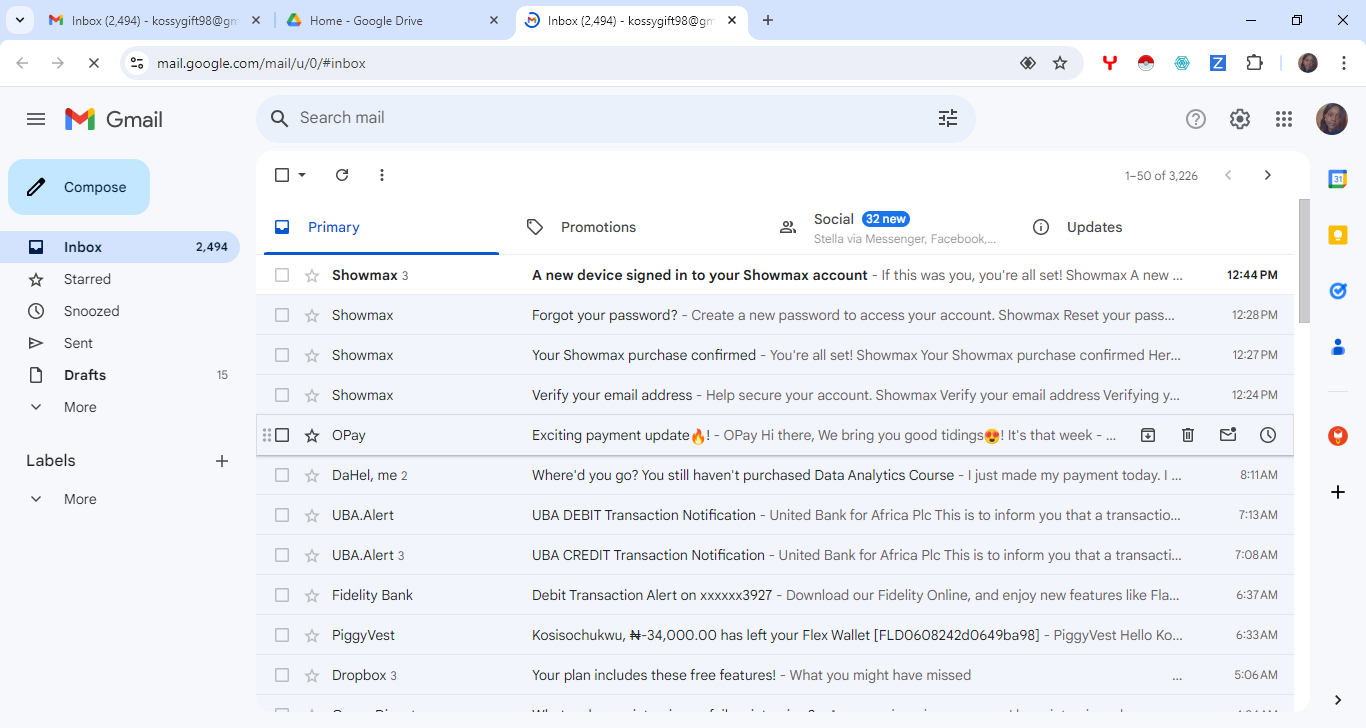 Inbox (2,494) - kossygift98@gm
Home - Google Drive
Inbox (2,494) - kossygift98@gm
mail.google.com/mail/u/0/#inbox
Gmail
Search mail
Compose
1–50 of 3,226
Primary
Promotions
Social 32 new
Stella via Messenger, Facebook,...
Updates
Inbox 2,494
Starred
Snoozed
Sent
Drafts 15
More
Labels
More
Showmax 3 A new device signed in to your Showmax account - If this was you, you're all set! Showmax A new ... 12:44 PM
Showmax Forgot your password? - Create a new password to access your account. Showmax Reset your pass... 12:28 PM
Showmax Your Showmax purchase confirmed - You're all set! Showmax Your Showmax purchase confirmed Her... 12:27 PM
Showmax Verify your email address - Help secure your account. Showmax Verify your email address Verifying y... 12:24 PM
OPay Exciting payment update🔥! - OPay Hi there, We bring you good tidings😍! It's that week - ...
DaHel, me 2 Where'd you go? You still haven't purchased Data Analytics Course - I just made my payment today. I ... 8:11 AM
UBA.Alert UBA DEBIT Transaction Notification - United Bank for Africa Plc This is to inform you that a transactio... 7:13 AM
UBA.Alert 3 UBA CREDIT Transaction Notification - United Bank for Africa Plc This is to inform you that a transacti... 7:08 AM
Fidelity Bank Debit Transaction Alert on xxxxxx3927 - Download our Fidelity Online, and enjoy new features like Fla... 6:37 AM
PiggyVest Kosisochukwu, ₦-34,000.00 has left your Flex Wallet [FLD0608242d0649ba98] - PiggyVest Hello Ko... 6:33 AM
Dropbox 3 Your plan includes these free features! - What you might have missed ... 5:06 AM